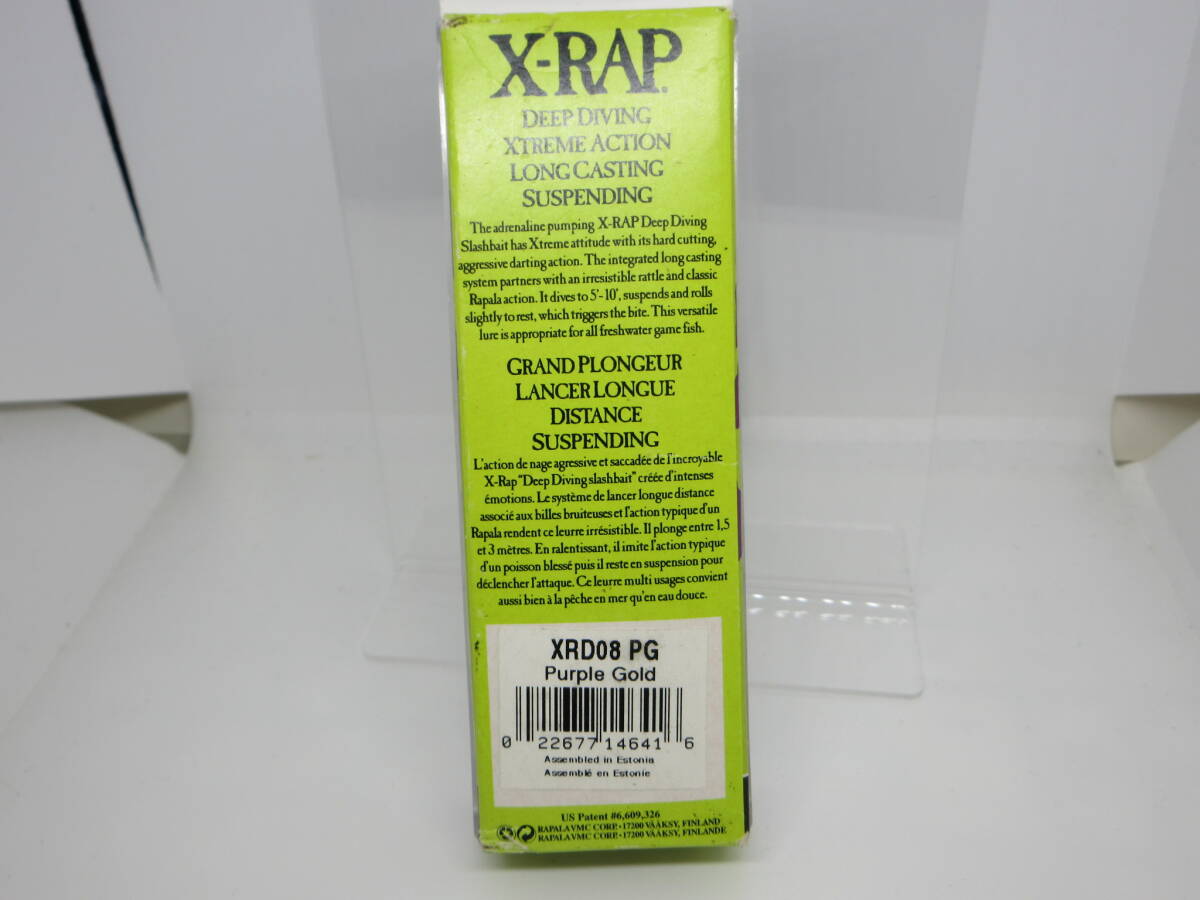 X-RAP®
DEEP DIVING
XTREME ACTION
LONG CASTING
SUSPENDING
The adrenaline pumping X-RAP Deep Diving
Slashbait has Xtreme attitude with its hard cutting,
aggressive darting action. The integrated long casting
system partners with an irresistible rattle and classic
Rapala action. It dives to 5'-10', suspends and rolls
slightly to rest, which triggers the bite. This versatile
lure is appropriate for all freshwater game fish.
GRAND PLONGEUR
LANCER LONGUE
DISTANCE
SUSPENDING
L'action de nage agressive et saccadée de l'incroyable
X-Rap "Deep Diving slashbait" créée d'intenses
émotions. Le système de lancer longue distance
associé aux billes bruiteuses et l'action typique d'un
Rapala rendent ce leurre irrésistible. Il plonge entre 1,5
et 3 mètres. En ralentissant, il imite l'action typique
d'un poisson blessé puis il reste en suspension pour
déclencher l'attaque. Ce leurre multi usages convient
aussi bien à la pêche en mer qu'en eau douce.
XRD08 PG
Purple Gold
0 22677 14641 6
Assembled in Estonia
Assemblé en Estonie
US Patent #6,609,326
RAPALA VMC CORP. • 17200 VÄÄKSY, FINLAND
RAPALA VMC CORP. • 17200 VÄÄKSY, FINLANDE